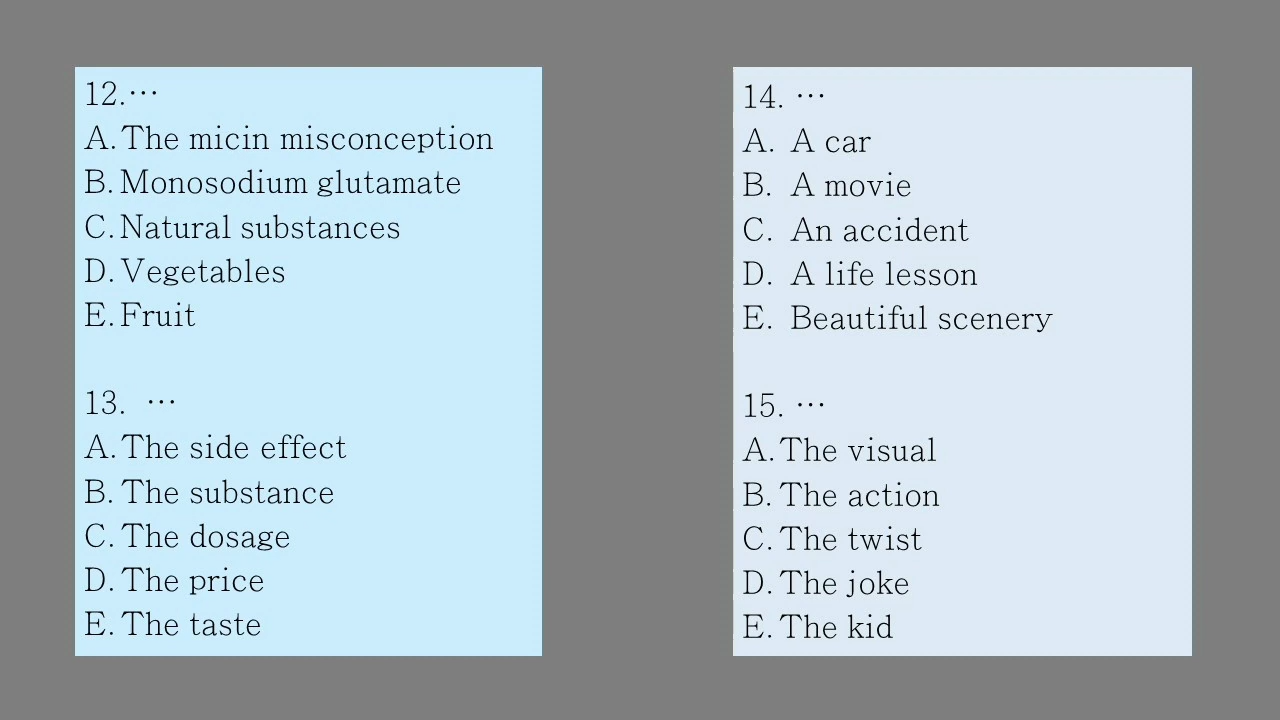 12.…
A. The micin misconception
B. Monosodium glutamate
C. Natural substances
D. Vegetables
E. Fruit
13. …
A. The side effect
B. The substance
C. The dosage
D. The price
E. The taste
14. …
A. A car
B. A movie
C. An accident
D. A life lesson
E. Beautiful scenery
15. …
A. The visual
B. The action
C. The twist
D. The joke
E. The kid